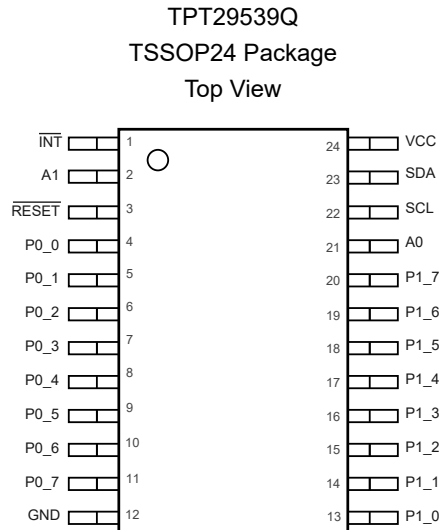 TPT29539Q
TSSOP24 Package
Top View
INT 1 24 VCC
A1 2 23 SDA
RESET 3 22 SCL
P0_0 4 21 A0
P0_1 5 20 P1_7
P0_2 6 19 P1_6
P0_3 7 18 P1_5
P0_4 8 17 P1_4
P0_5 9 16 P1_3
P0_6 10 15 P1_2
P0_7 11 14 P1_1
GND 12 13 P1_0